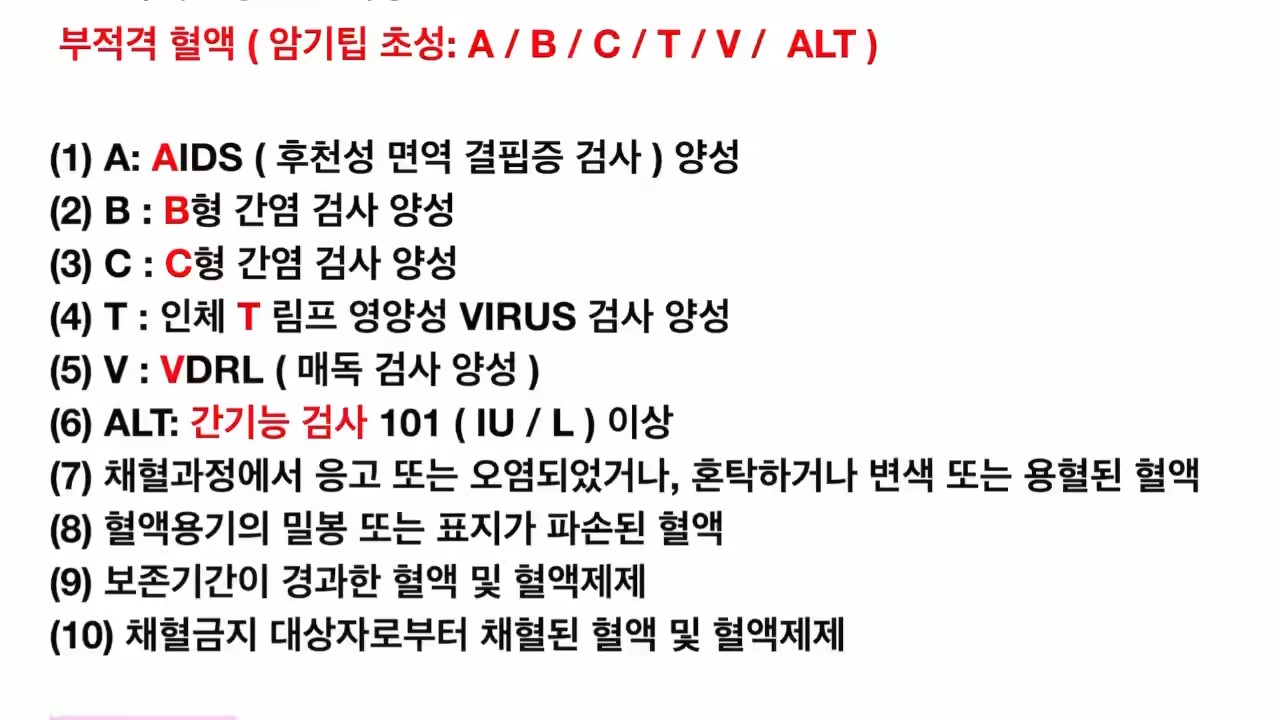 부적격 혈액 ( 암기팁 초성: A / B / C / T / V / ALT )
(1) A: AIDS ( 후천성 면역 결핍증 검사 ) 양성
(2) B : B형 간염 검사 양성
(3) C : C형 간염 검사 양성
(4) T : 인체 T 림프 영양성 VIRUS 검사 양성
(5) V : VDRL ( 매독 검사 양성 )
(6) ALT: 간기능 검사 101 ( IU / L ) 이상
(7) 채혈과정에서 응고 또는 오염되었거나, 혼탁하거나 변색 또는 용혈된 혈액
(8) 혈액용기의 밀봉 또는 표지가 파손된 혈액
(9) 보존기간이 경과한 혈액 및 혈액제제
(10) 채혈금지 대상자로부터 채혈된 혈액 및 혈액제제